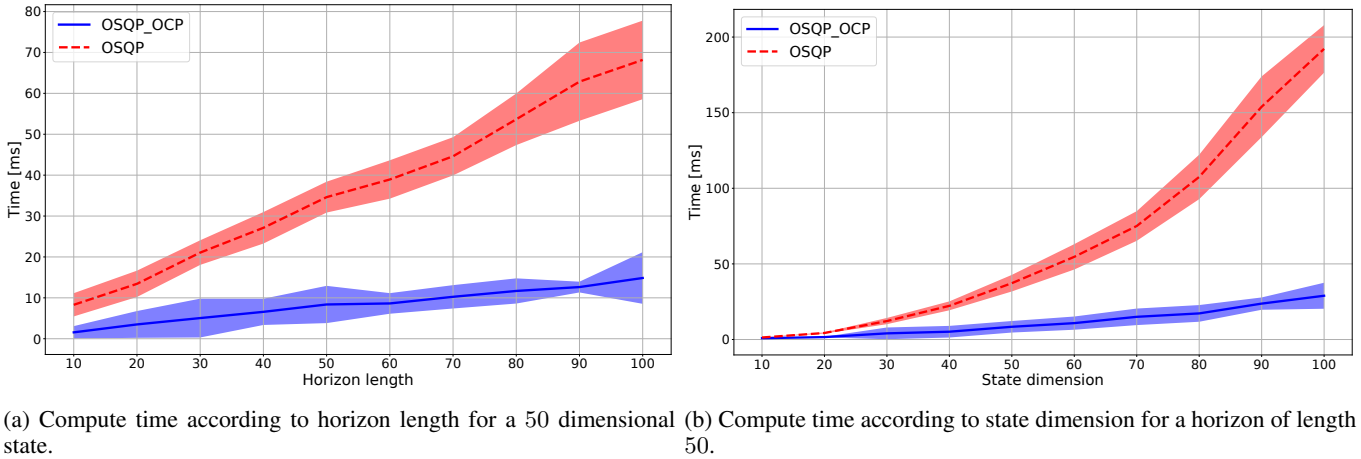 80
70
60
50
40
30
20
10
0
Time [ms]
OSQP_OCP
OSQP
10 20 30 40 50 60 70 80 90 100
Horizon length
200
150
100
50
0
Time [ms]
OSQP_OCP
OSQP
10 20 30 40 50 60 70 80 90 100
State dimension
(a) Compute time according to horizon length for a 50 dimensional
state.
(b) Compute time according to state dimension for a horizon of length
50.